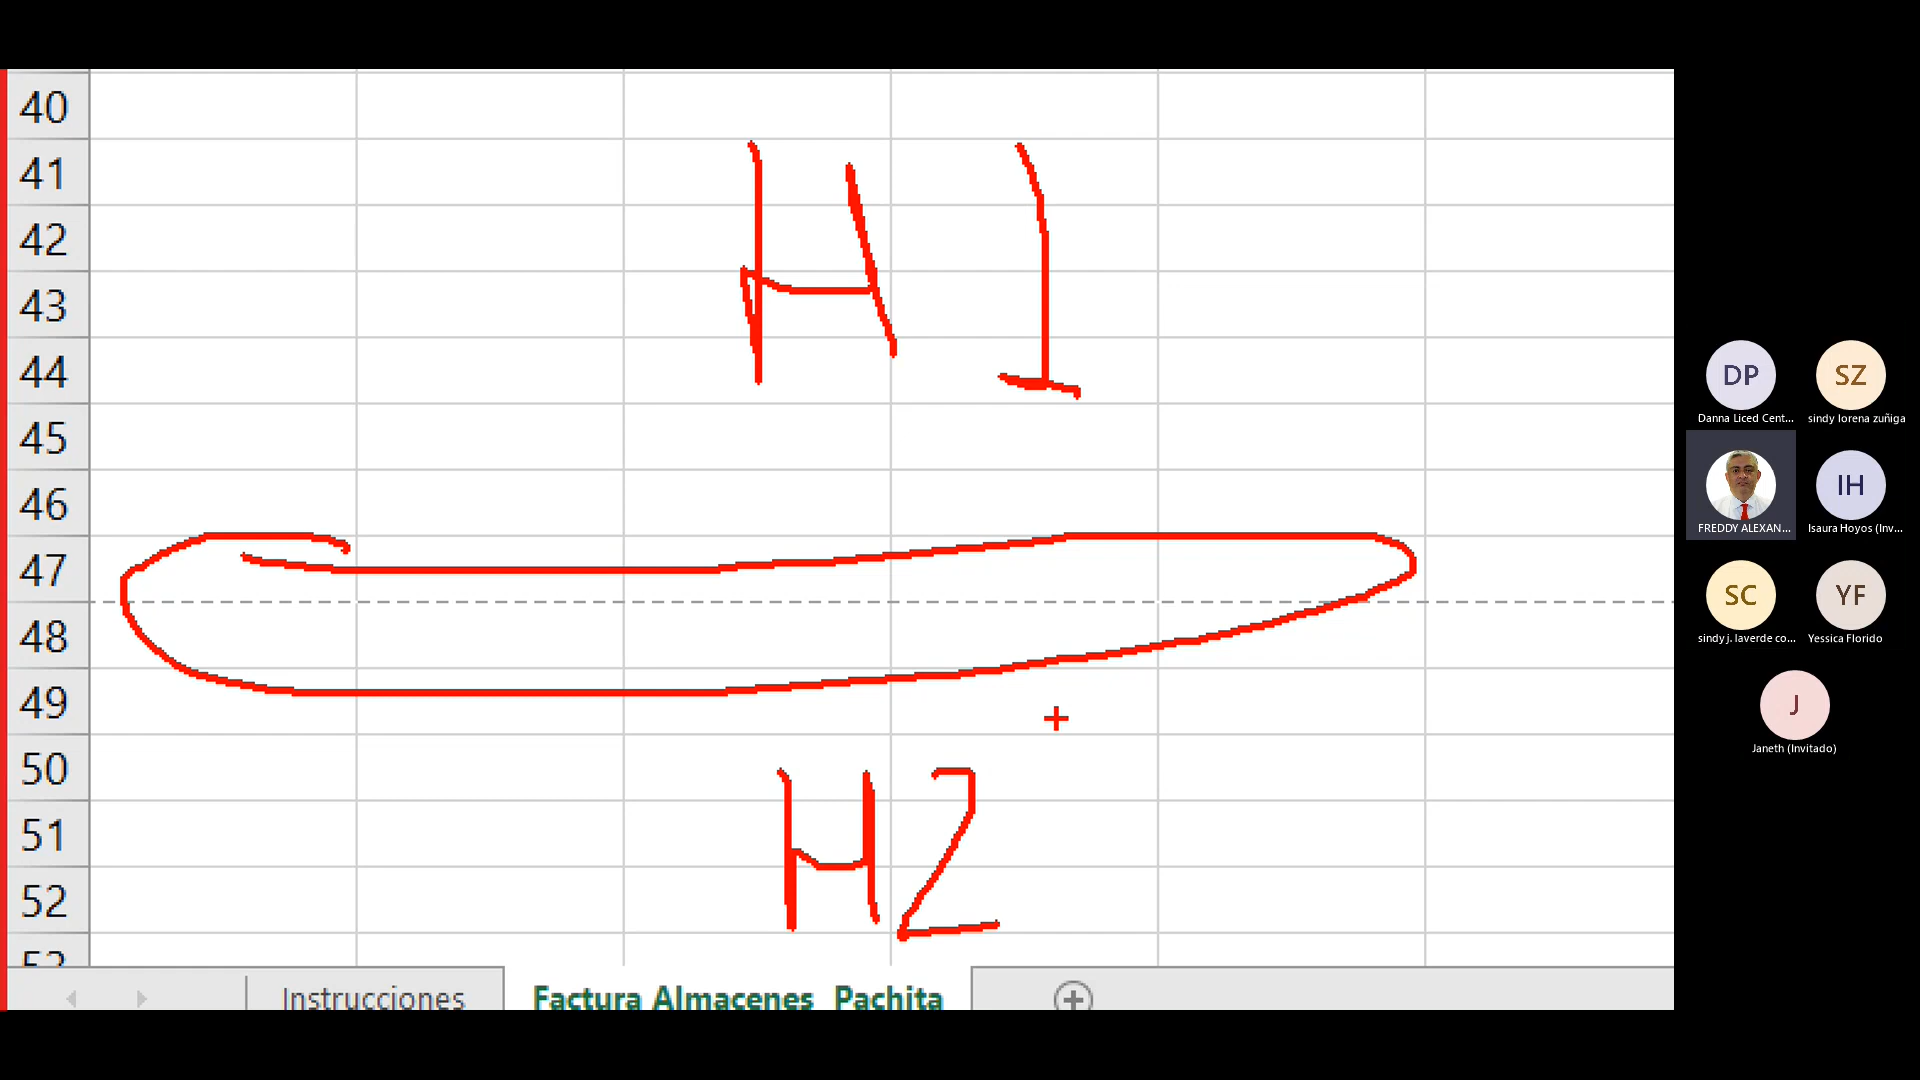 40
41
42
43
44
45
46
47
48
49
50
51
52
H1
H2
Instrucciones
Factura Almacenes Pachita
DP
Danna Liced Cent...
SZ
sindy lorena zuñiga
FREDDY ALEXAN...
IH
Isaura Hoyos (Inv...
SC
sindy j. laverde co...
YF
Yessica Florido
J
Janeth (Invitado)